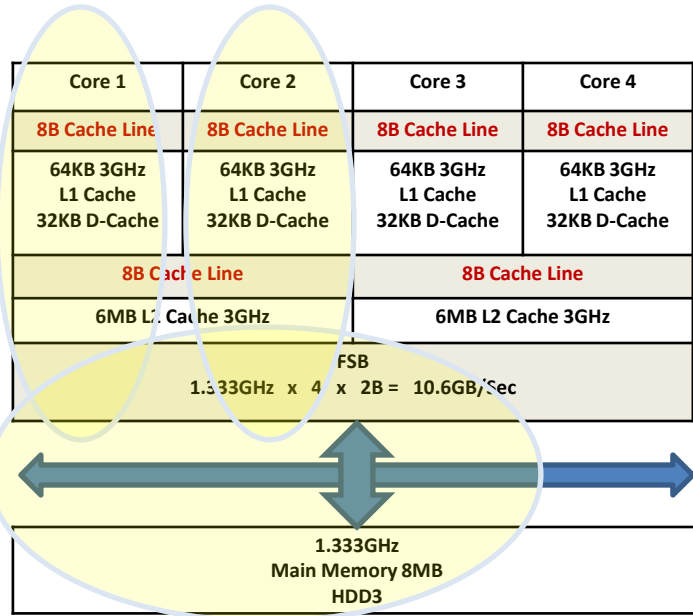 Core 1 Core 2 Core 3 Core 4
8B Cache Line 8B Cache Line 8B Cache Line 8B Cache Line
64KB 3GHz 64KB 3GHz 64KB 3GHz 64KB 3GHz
L1 Cache L1 Cache L1 Cache L1 Cache
32KB D-Cache 32KB D-Cache 32KB D-Cache 32KB D-Cache
8B Cache Line 8B Cache Line
6MB L2 Cache 3GHz 6MB L2 Cache 3GHz
FSB
1.333GHz x 4 x 2B = 10.6GB/Sec
1.333GHz
Main Memory 8MB
HDD3